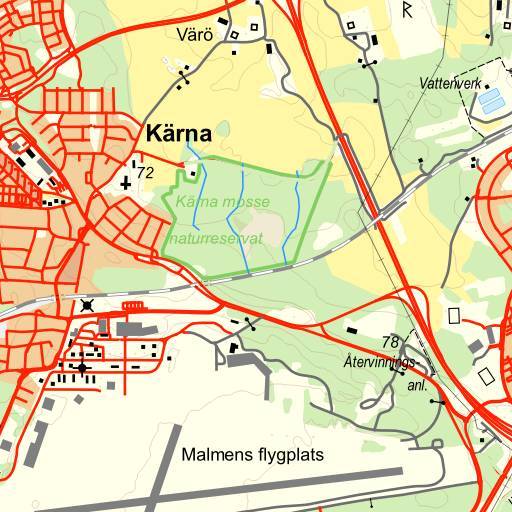 Värö
R
Vattenverk
Kärna
72
Kärna mosse
naturreservat
78
Återvinnings-
anl.
Malmens flygplats